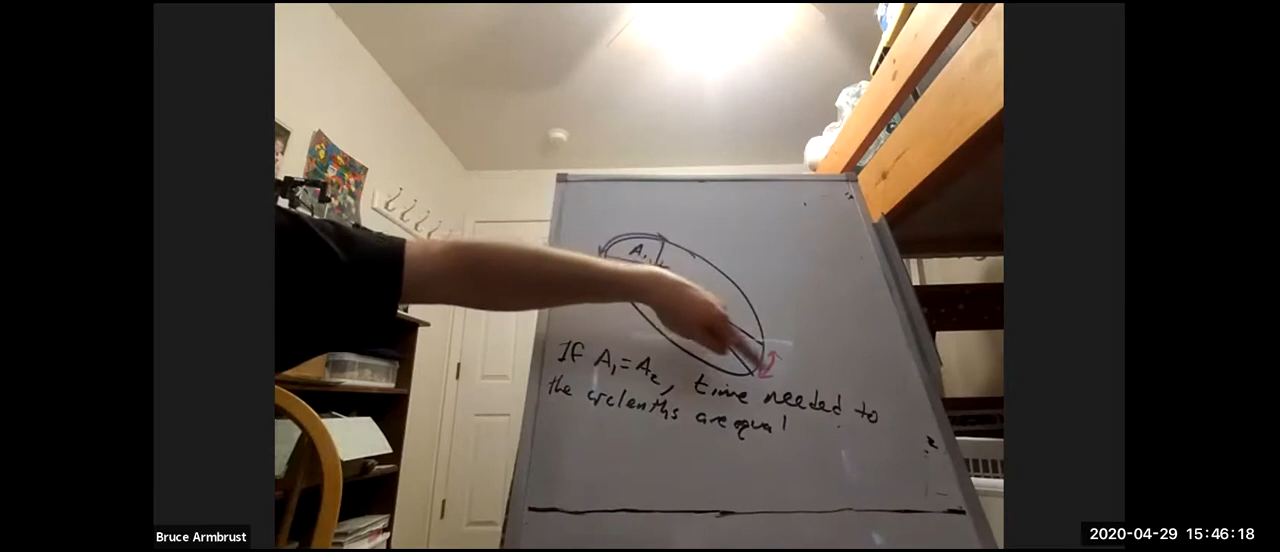 A₁
If A₁=A₂, time needed to
the arclenths are equal
Bruce Armbrust
2020-04-29 15:46:18